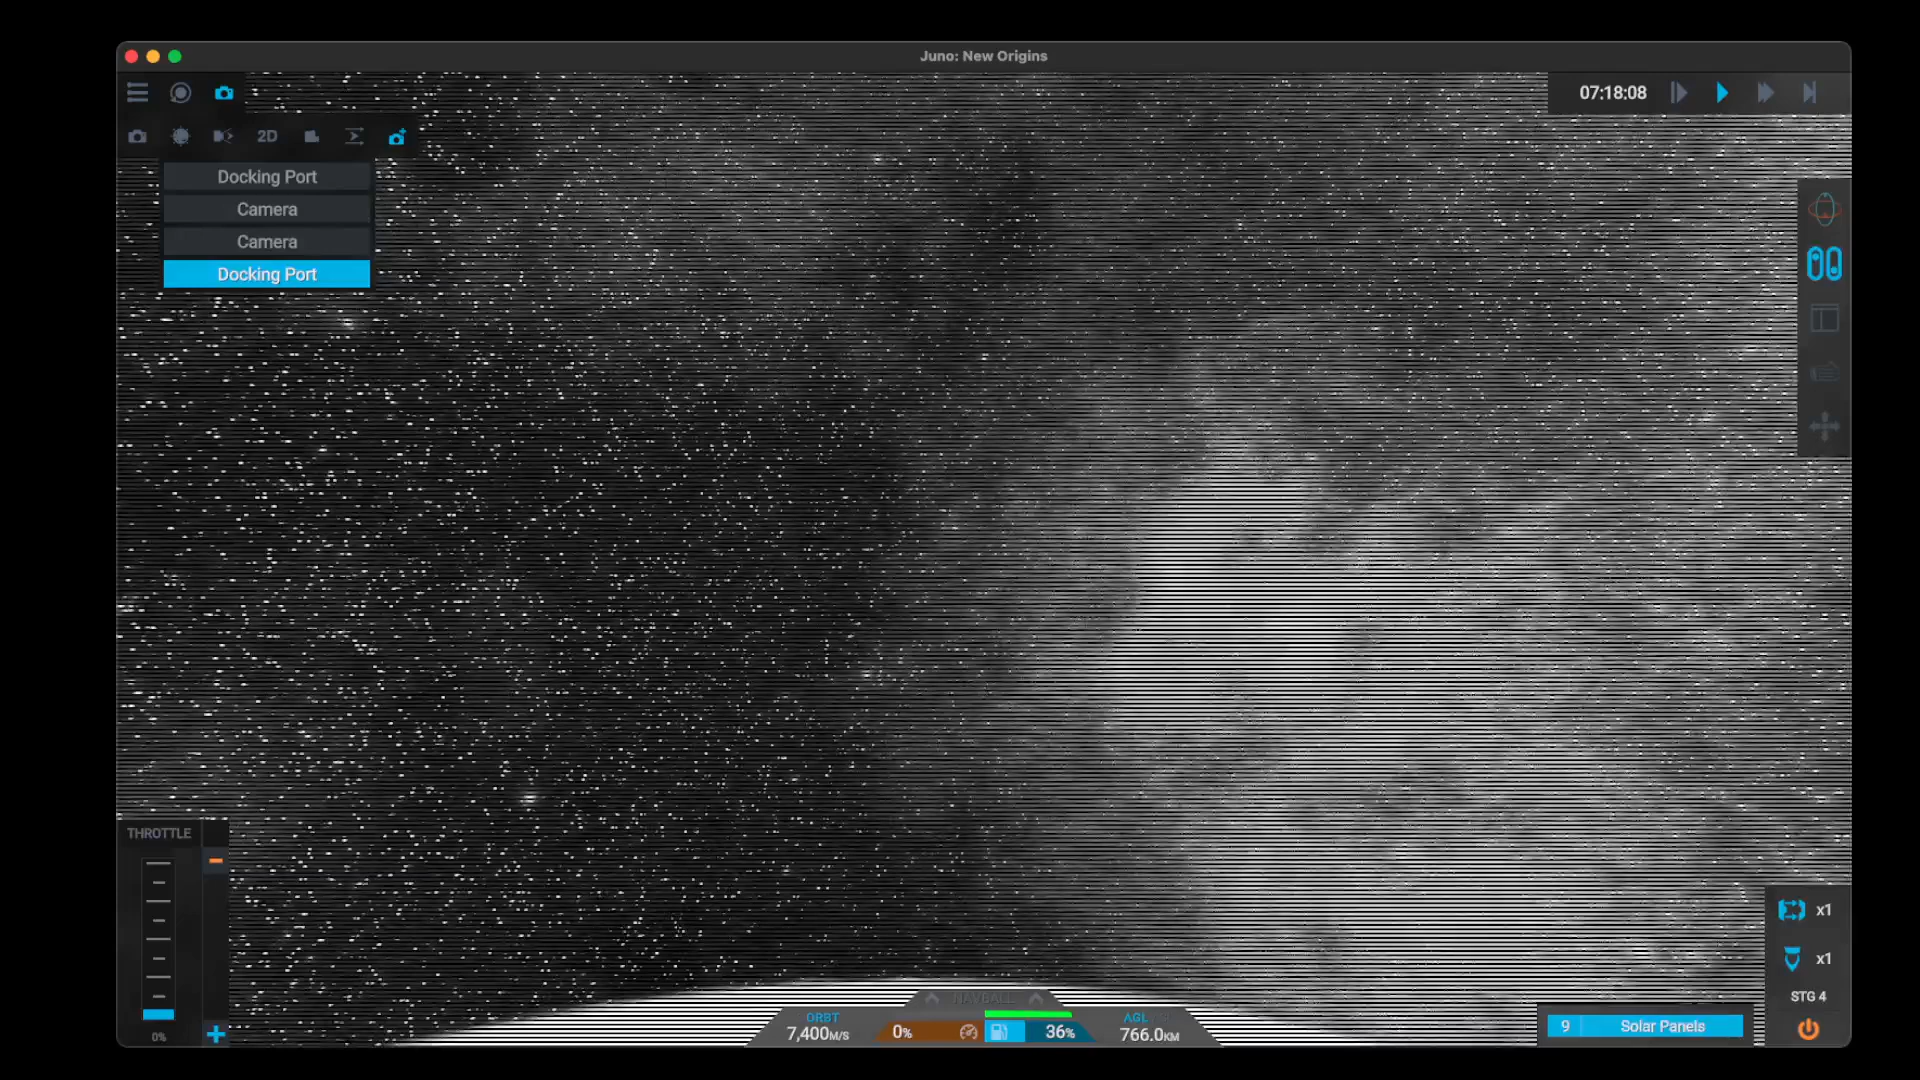 Juno: New Origins
07:18:08
2D
Docking Port
Camera
Camera
Docking Port
THROTTLE
0%
NAVBALL
ORBT
7,400M/S
0%
36%
AGL
766.0KM
x1
x1
STG 4
9 Solar Panels